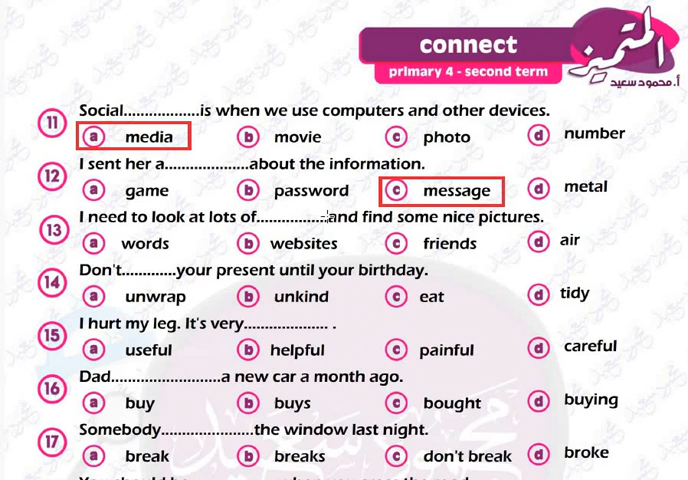 connect
المتميز
primary 4 - second term
أ.محمود سعيد
11 Social..................is when we use computers and other devices.
a media b movie c photo d number
12 I sent her a....................about the information.
a game b password c message d metal
13 I need to look at lots of.................and find some nice pictures.
a words b websites c friends d air
14 Don't.............your present until your birthday.
a unwrap b unkind c eat d tidy
15 I hurt my leg. It's very.................... .
a useful b helpful c painful d careful
16 Dad..........................a new car a month ago.
a buy b buys c bought d buying
17 Somebody......................the window last night.
a break b breaks c don't break d broke